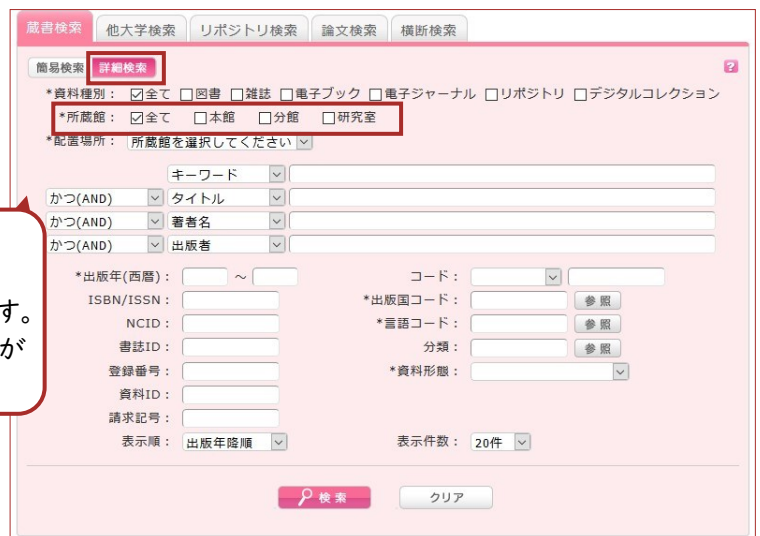 蔵書検索 他大学検索 リポジトリ検索 論文検索 横断検索
簡易検索 詳細検索 ?
*資料種別： ☑全て □図書 □雑誌 □電子ブック □電子ジャーナル □リポジトリ □デジタルコレクション
*所蔵館： ☑全て □本館 □分館 □研究室
*配置場所： 所蔵館を選択してください
キーワード
かつ(AND) タイトル
かつ(AND) 著者名
かつ(AND) 出版者
*出版年(西暦)： ～ コード：
ISBN/ISSN： *出版国コード： 参照
NCID： *言語コード： 参照
書誌ID： 分類： 参照
登録番号： *資料形態：
資料ID：
請求記号：
表示順： 出版年降順 表示件数： 20件
検索 クリア
す。
が